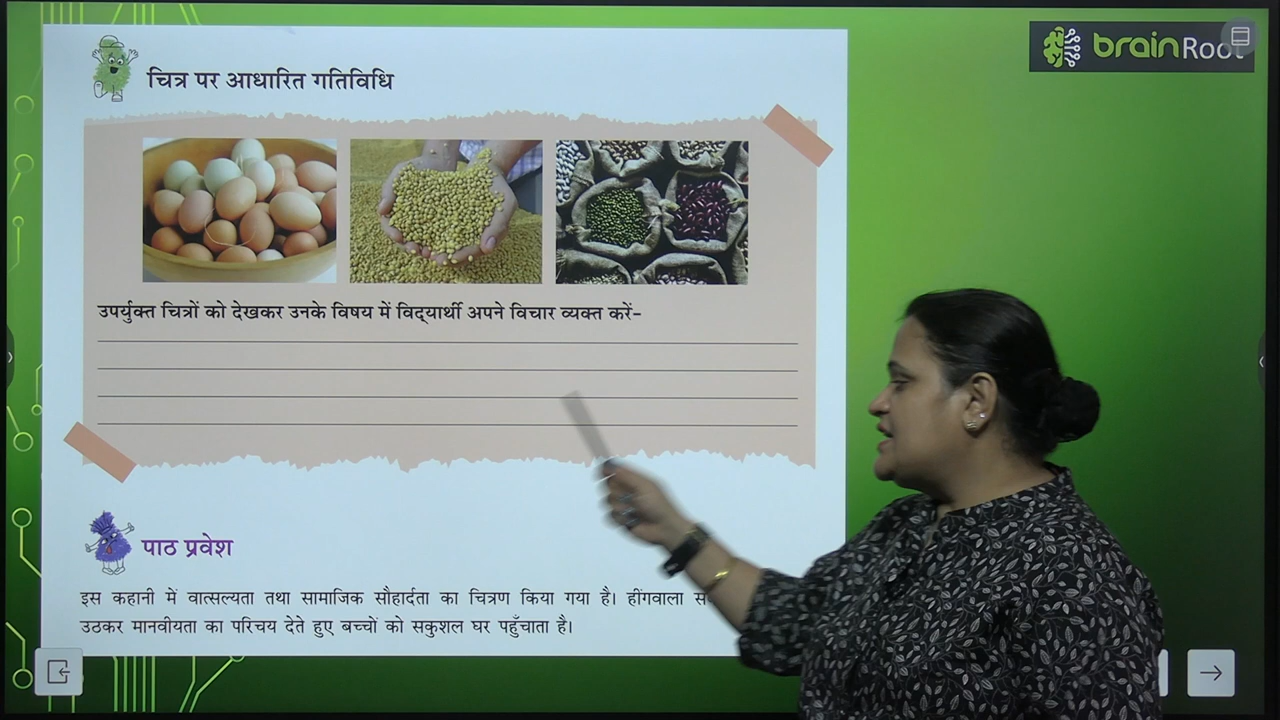 brainRoot
चित्र पर आधारित गतिविधि
उपर्युक्त चित्रों को देखकर उनके विषय में विद्‌यार्थी अपने विचार व्यक्त करें-
पाठ प्रवेश
इस कहानी में वात्सल्यता तथा सामाजिक सौहार्दता का चित्रण किया गया है। हींगवाला
उठकर मानवीयता का परिचय देते हुए बच्चों को सकुशल घर पहुँचाता है।